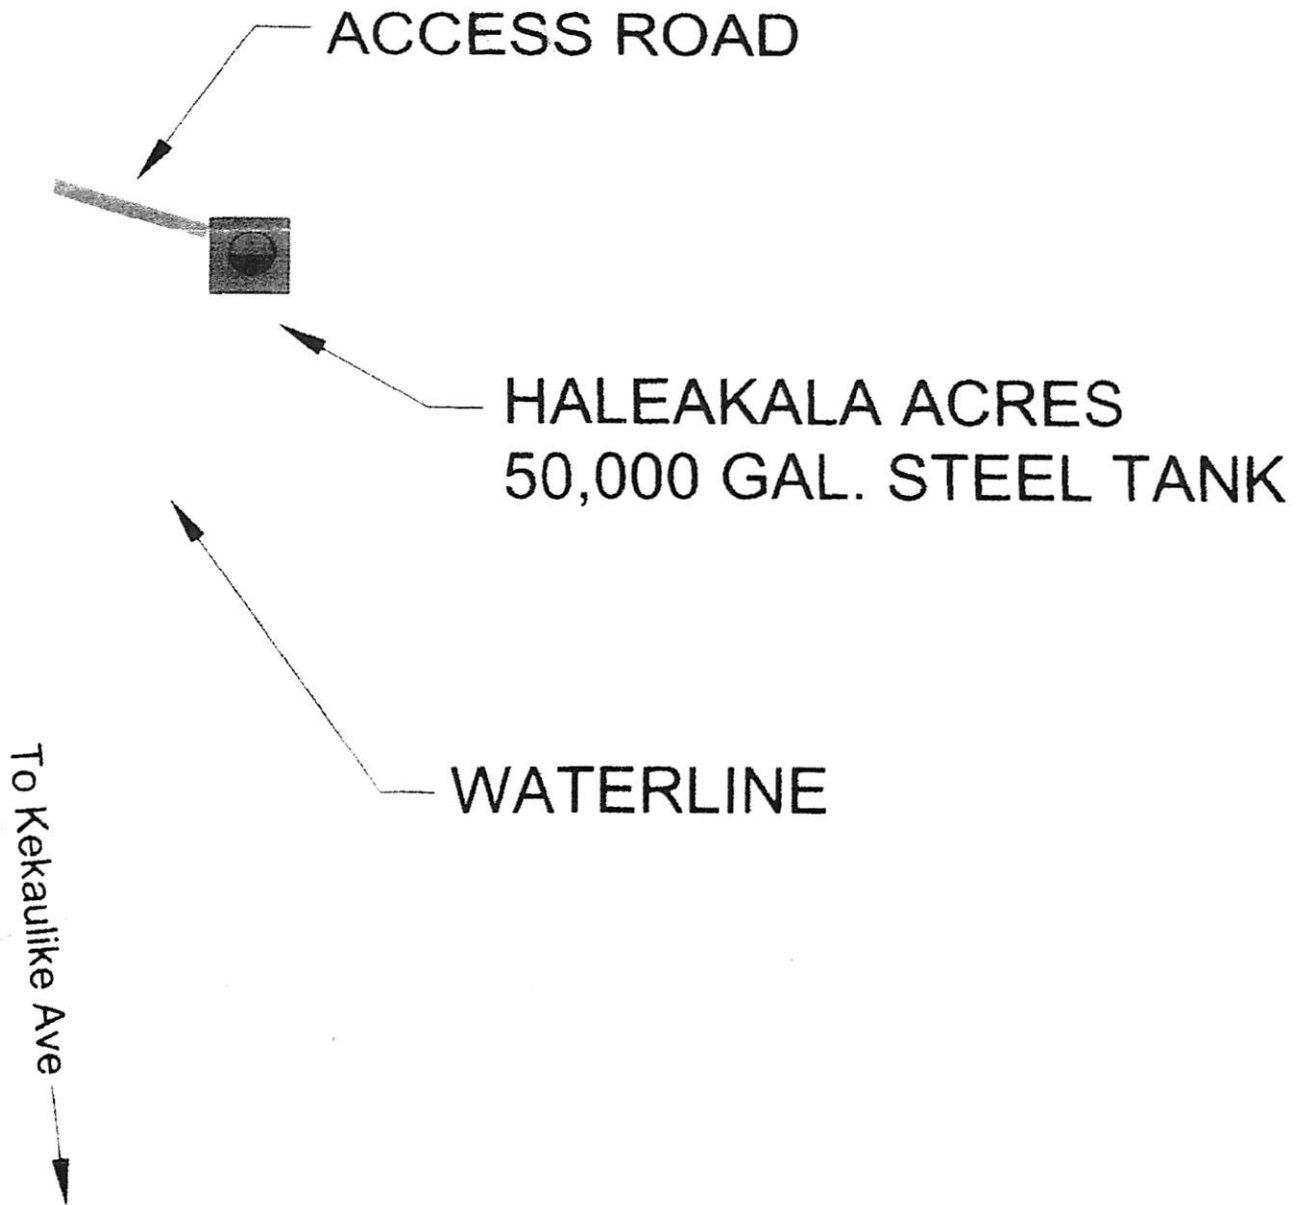 ACCESS ROAD
HALEAKALA ACRES
50,000 GAL. STEEL TANK
WATERLINE
To Kekaulike Ave